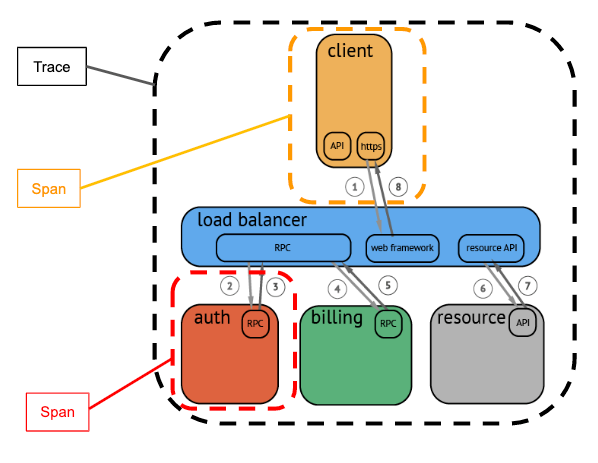 client
Trace
API
https
Span
1
8
load balancer
RPC
web framework
resource API
2
3
4
5
6
7
auth
RPC
billing
RPC
resource
API
Span